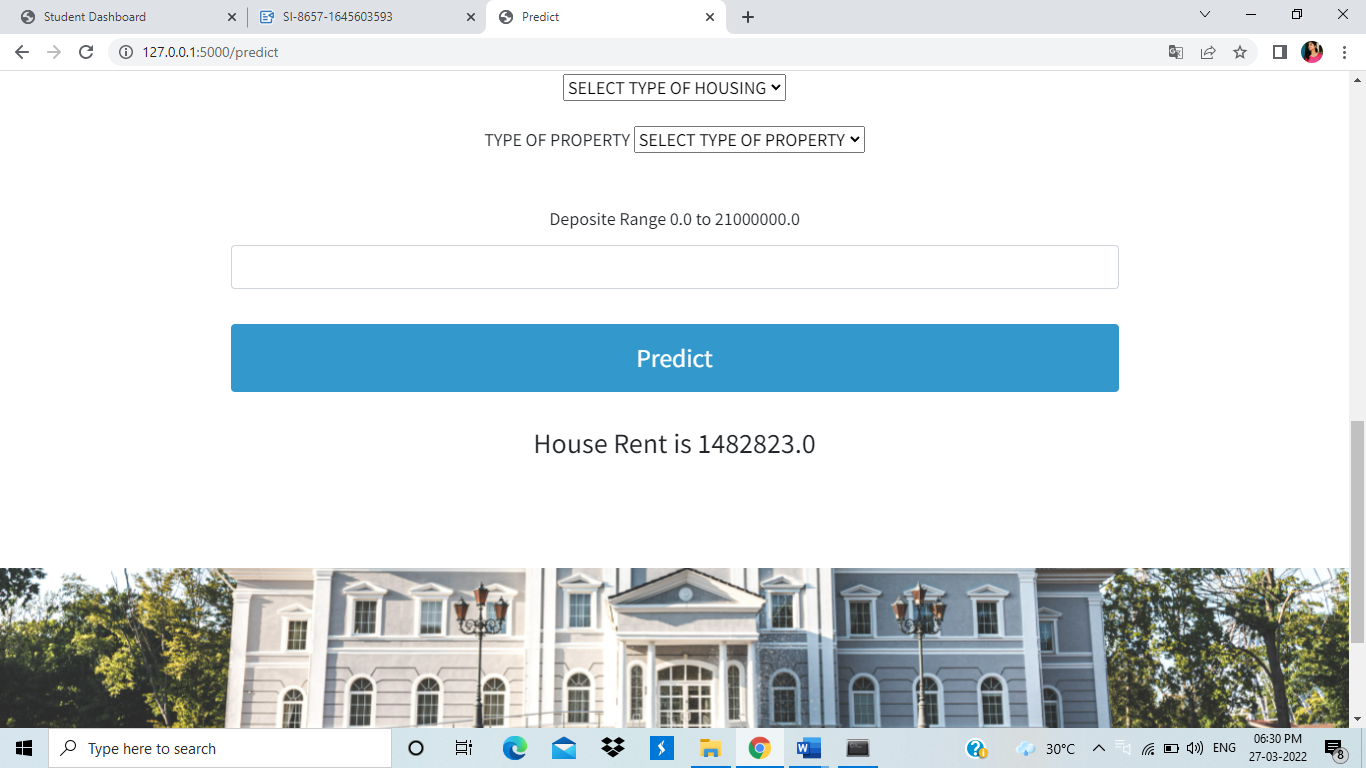 Student Dashboard
SI-8657-1645603593
Predict
127.0.0.1:5000/predict
SELECT TYPE OF HOUSING
TYPE OF PROPERTY SELECT TYPE OF PROPERTY
Deposite Range 0.0 to 21000000.0
Predict
House Rent is 1482823.0
Type here to search
30°C
ENG
06:30 PM
27-03-2022
8